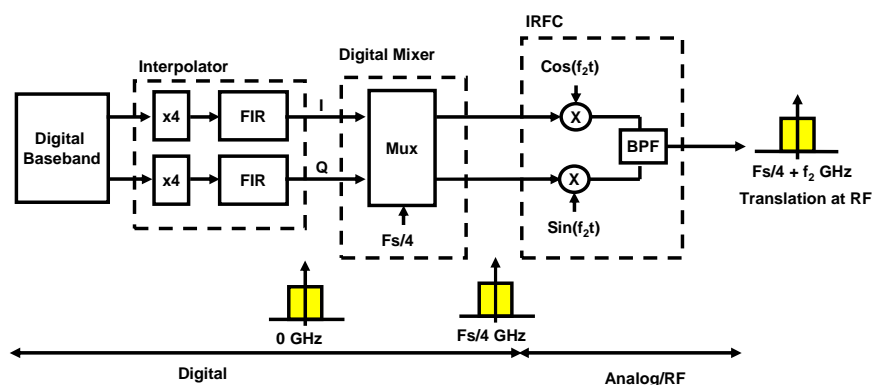 IRFC
Digital Mixer
Interpolator
Cos(f₂t)
Digital
Baseband
x4
FIR
I
x4
FIR
Q
Mux
Fs/4
X
X
BPF
Sin(f₂t)
Fs/4 + f₂ GHz
Translation at RF
0 GHz
Fs/4 GHz
Digital
Analog/RF